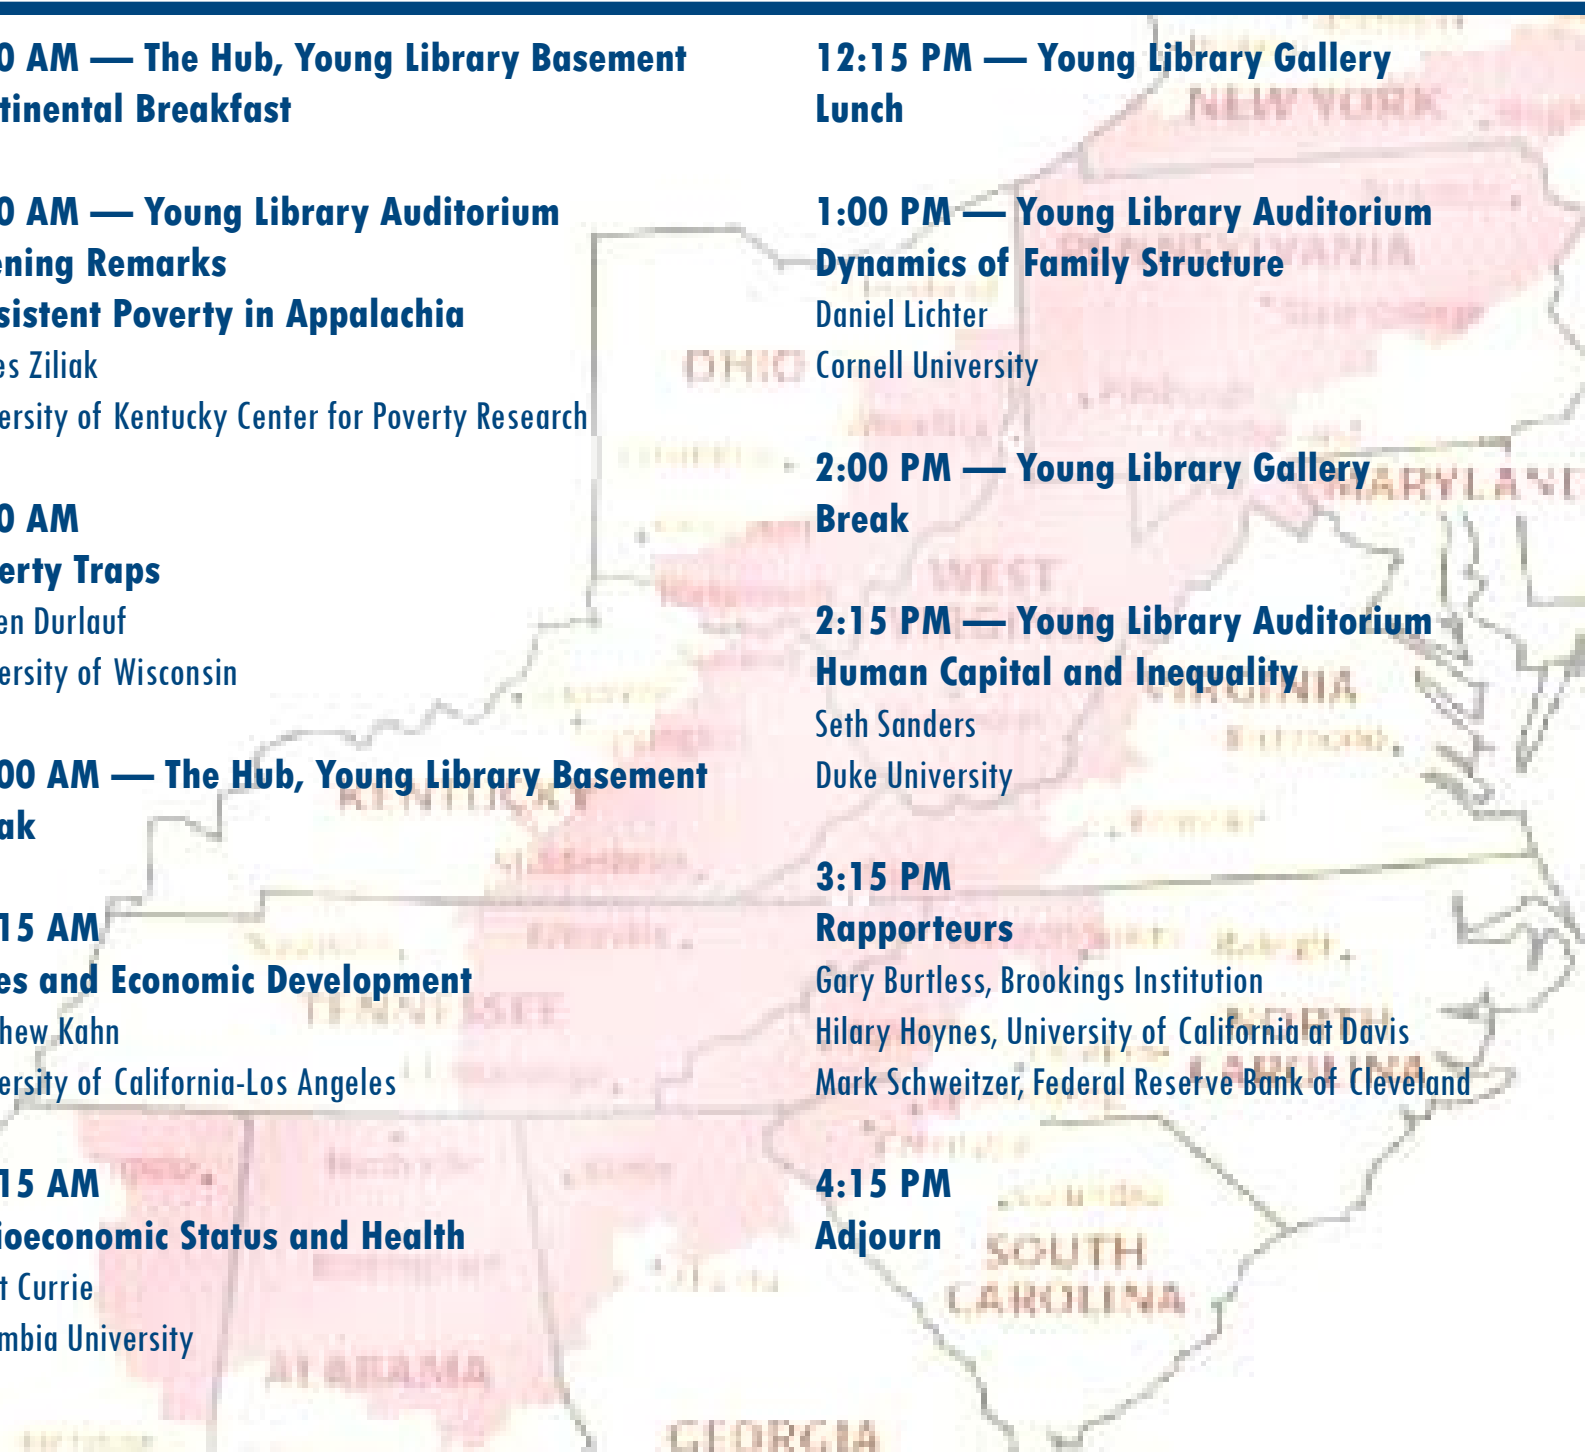 0 AM — The Hub, Young Library Basement
tinental Breakfast
0 AM — Young Library Auditorium
ening Remarks
sistent Poverty in Appalachia
es Ziliak
ersity of Kentucky Center for Poverty Research
0 AM
erty Traps
en Durlauf
ersity of Wisconsin
00 AM — The Hub, Young Library Basement
ak
15 AM
es and Economic Development
hew Kahn
ersity of California-Los Angeles
15 AM
ioeconomic Status and Health
t Currie
mbia University
12:15 PM — Young Library Gallery
Lunch
1:00 PM — Young Library Auditorium
Dynamics of Family Structure
Daniel Lichter
Cornell University
2:00 PM — Young Library Gallery
Break
2:15 PM — Young Library Auditorium
Human Capital and Inequality
Seth Sanders
Duke University
3:15 PM
Rapporteurs
Gary Burtless, Brookings Institution
Hilary Hoynes, University of California at Davis
Mark Schweitzer, Federal Reserve Bank of Cleveland
4:15 PM
Adjourn
NEW YORK
PENNSYLVANIA
OHIO
MARYLAND
WEST
VIRGINIA
KENTUCKY
TENNESSEE
NORTH
CAROLINA
SOUTH
CAROLINA
ALABAMA
GEORGIA